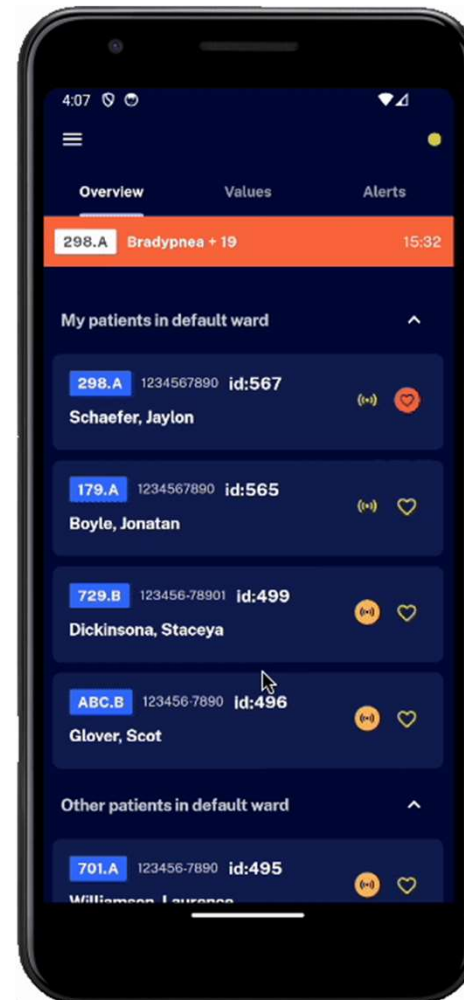 4:07
Overview Values Alerts
298.A Bradypnea + 19 15:32
My patients in default ward
298.A 1234567890 id:567
Schaefer, Jaylon
179.A 1234567890 id:565
Boyle, Jonatan
729.B 123456-78901 id:499
Dickinsona, Staceya
ABC.B 123456-7890 id:496
Glover, Scot
Other patients in default ward
701.A 123456-7890 id:495
Williamson, Laurence